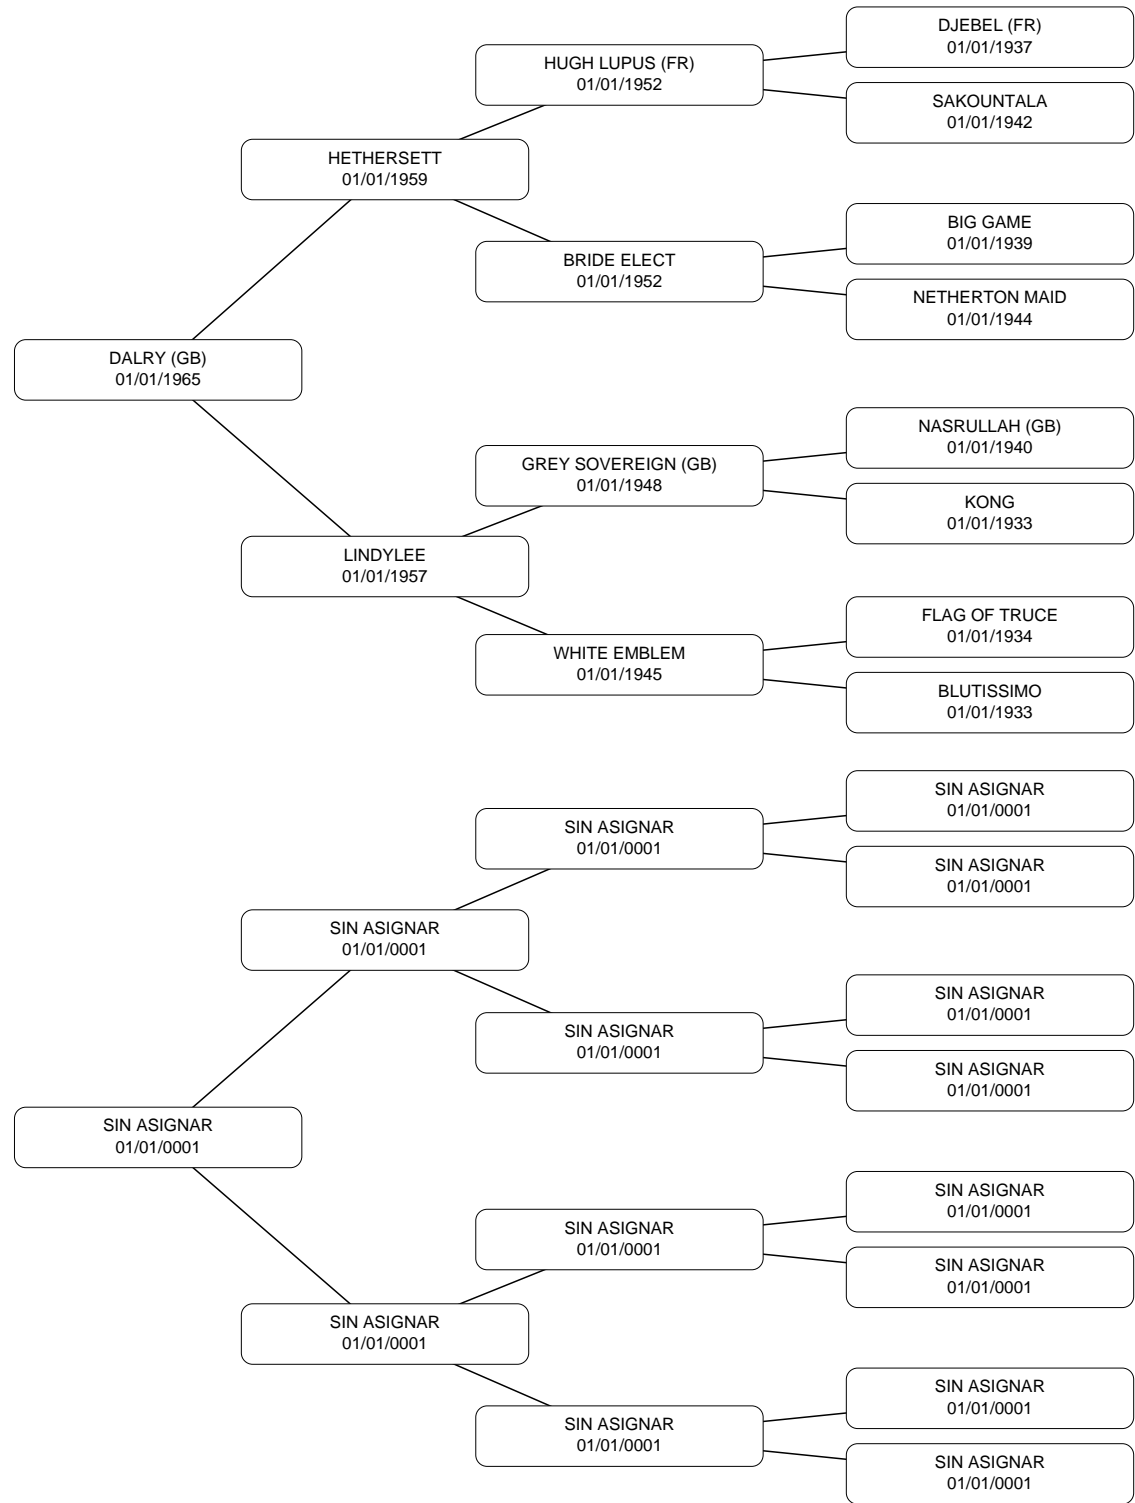 DJEBEL (FR)
01/01/1937
HUGH LUPUS (FR)
01/01/1952
SAKOUNTALA
01/01/1942
HETHERSETT
01/01/1959
BIG GAME
01/01/1939
BRIDE ELECT
01/01/1952
NETHERTON MAID
01/01/1944
DALRY (GB)
01/01/1965
NASRULLAH (GB)
01/01/1940
GREY SOVEREIGN (GB)
01/01/1948
KONG
01/01/1933
LINDYLEE
01/01/1957
FLAG OF TRUCE
01/01/1934
WHITE EMBLEM
01/01/1945
BLUTISSIMO
01/01/1933
SIN ASIGNAR
01/01/0001
SIN ASIGNAR
01/01/0001
SIN ASIGNAR
01/01/0001
SIN ASIGNAR
01/01/0001
SIN ASIGNAR
01/01/0001
SIN ASIGNAR
01/01/0001
SIN ASIGNAR
01/01/0001
SIN ASIGNAR
01/01/0001
SIN ASIGNAR
01/01/0001
SIN ASIGNAR
01/01/0001
SIN ASIGNAR
01/01/0001
SIN ASIGNAR
01/01/0001
SIN ASIGNAR
01/01/0001
SIN ASIGNAR
01/01/0001
SIN ASIGNAR
01/01/0001